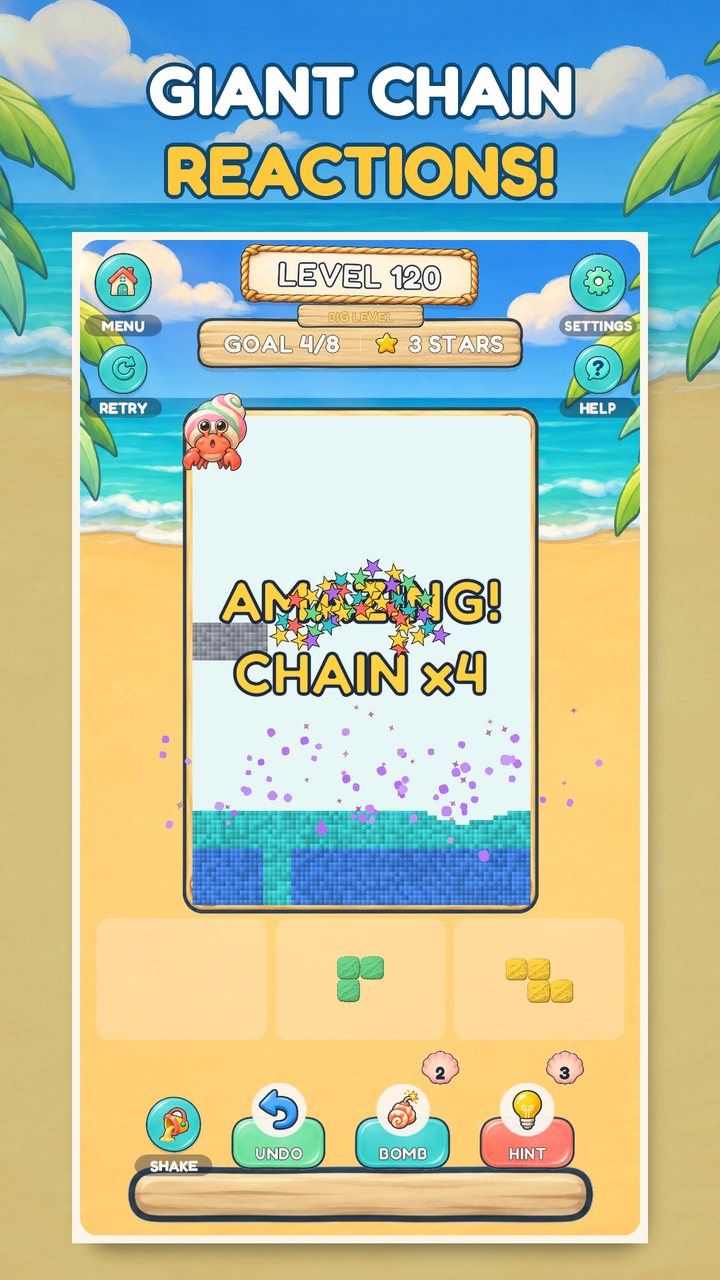 GIANT CHAIN
REACTIONS!
LEVEL 120
MENU
SETTINGS
BIG LEVEL
GOAL 4/8
3 STARS
RETRY
?
HELP
AMAZING!
CHAIN x4
2
3
UNDO
BOMB
HINT
SHAKE